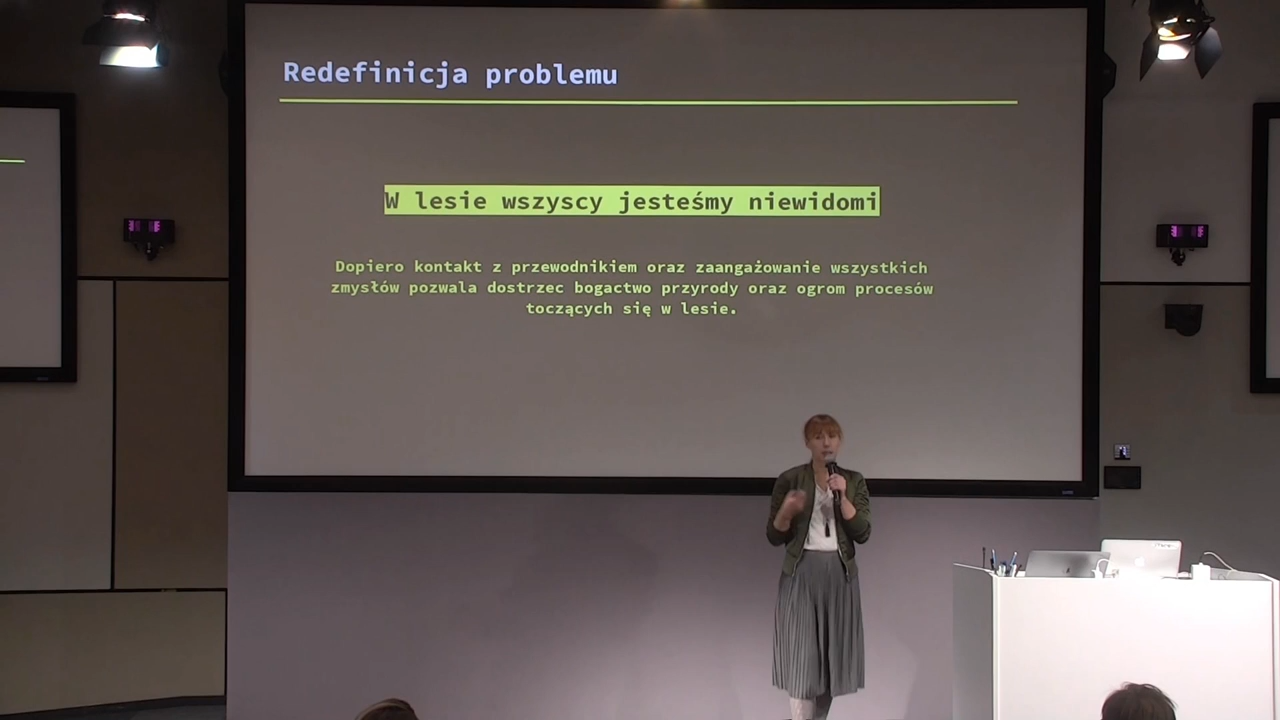 Redefinicja problemu
W lesie wszyscy jesteśmy niewidomi
Dopiero kontakt z przewodnikiem oraz zaangażowanie wszystkich
zmysłów pozwala dostrzec bogactwo przyrody oraz ogrom procesów
toczących się w lesie.